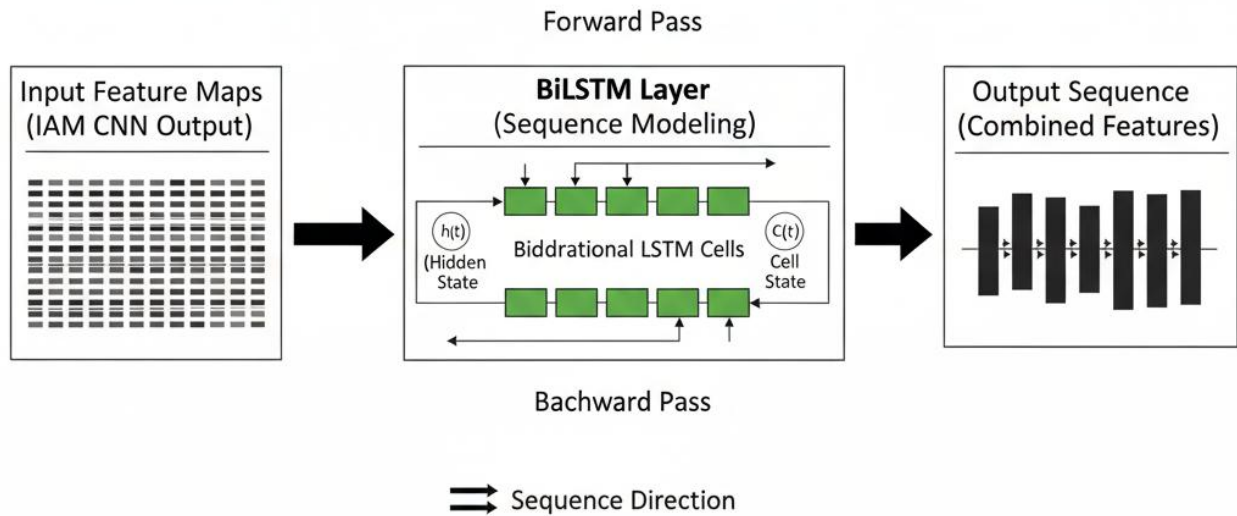 Forward Pass
Input Feature Maps
(IAM CNN Output)
BiLSTM Layer
(Sequence Modeling)
h(t)
(Hidden
State
Biddrational LSTM Cells
C(t)
Cell
State
Output Sequence
(Combined Features)
Bachward Pass
Sequence Direction